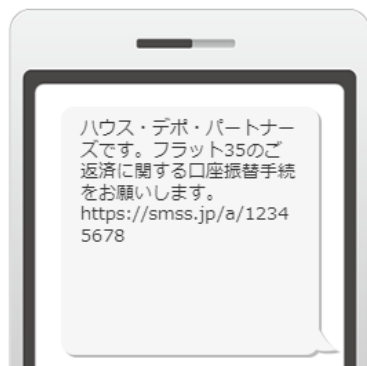 ハウス・デポ・パートナー
ズです。フラット35のご
返済に関する口座振替手続
をお願いします。
https://smss.jp/a/1234
5678